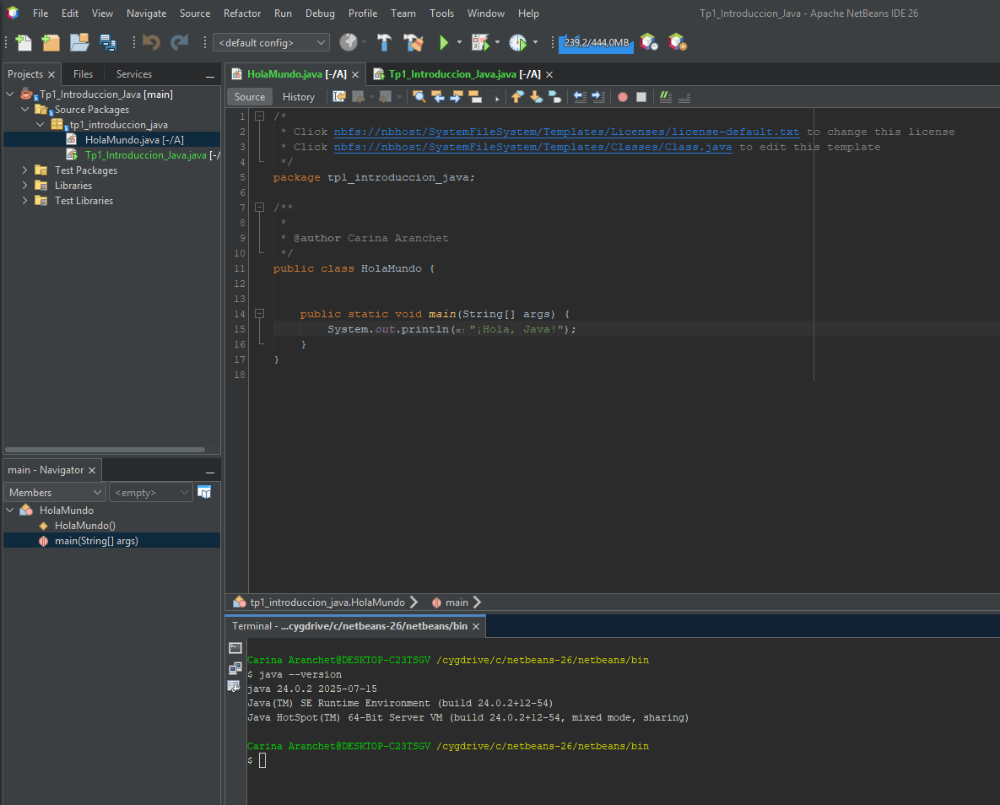 File Edit View Navigate Source Refactor Run Debug Profile Team Tools Window Help
Tp1_Introduccion_Java - Apache NetBeans IDE 26
<default config>
239,2/444,0MB
Projects Files Services
Tp1_Introduccion_Java [main]
Source Packages
tp1_introduccion_java
HolaMundo.java [-/A]
Tp1_Introduccion_Java.java [-/
Test Packages
Libraries
Test Libraries
HolaMundo.java [-/A] Tp1_Introduccion_Java.java [-/A]
Source History
1 /*
2 * Click nbfs://nbhost/SystemFileSystem/Templates/Licenses/license-default.txt to change this license
3 * Click nbfs://nbhost/SystemFileSystem/Templates/Classes/Class.java to edit this template
4 */
5 package tp1_introduccion_java;
6
7 /**
8 *
9 * @author Carina Aranchet
10 */
11 public class HolaMundo {
12
13
14 public static void main(String[] args) {
15 System.out.println(x: "¡Hola, Java!");
16 }
17 }
18
main - Navigator
Members <empty>
HolaMundo
HolaMundo()
main(String[] args)
tp1_introduccion_java.HolaMundo main
Terminal - ...cygdrive/c/netbeans-26/netbeans/bin
Carina Aranchet@DESKTOP-C23TSGV /cygdrive/c/netbeans-26/netbeans/bin
$ java --version
java 24.0.2 2025-07-15
Java(TM) SE Runtime Environment (build 24.0.2+12-54)
Java HotSpot(TM) 64-Bit Server VM (build 24.0.2+12-54, mixed mode, sharing)
Carina Aranchet@DESKTOP-C23TSGV /cygdrive/c/netbeans-26/netbeans/bin
$